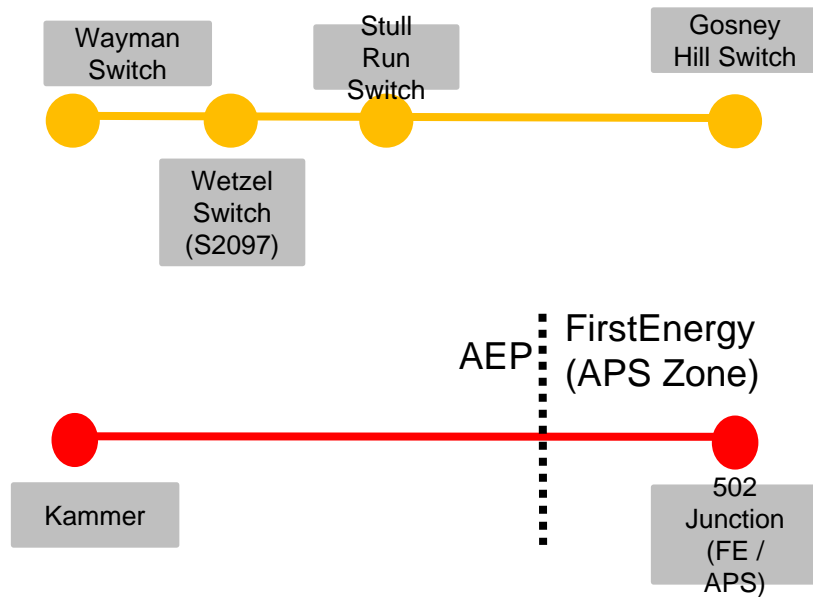 Wayman
Switch
Stull
Run
Switch
Gosney
Hill Switch
Wetzel
Switch
(S2097)
AEP
FirstEnergy
(APS Zone)
Kammer
502
Junction
(FE /
APS)